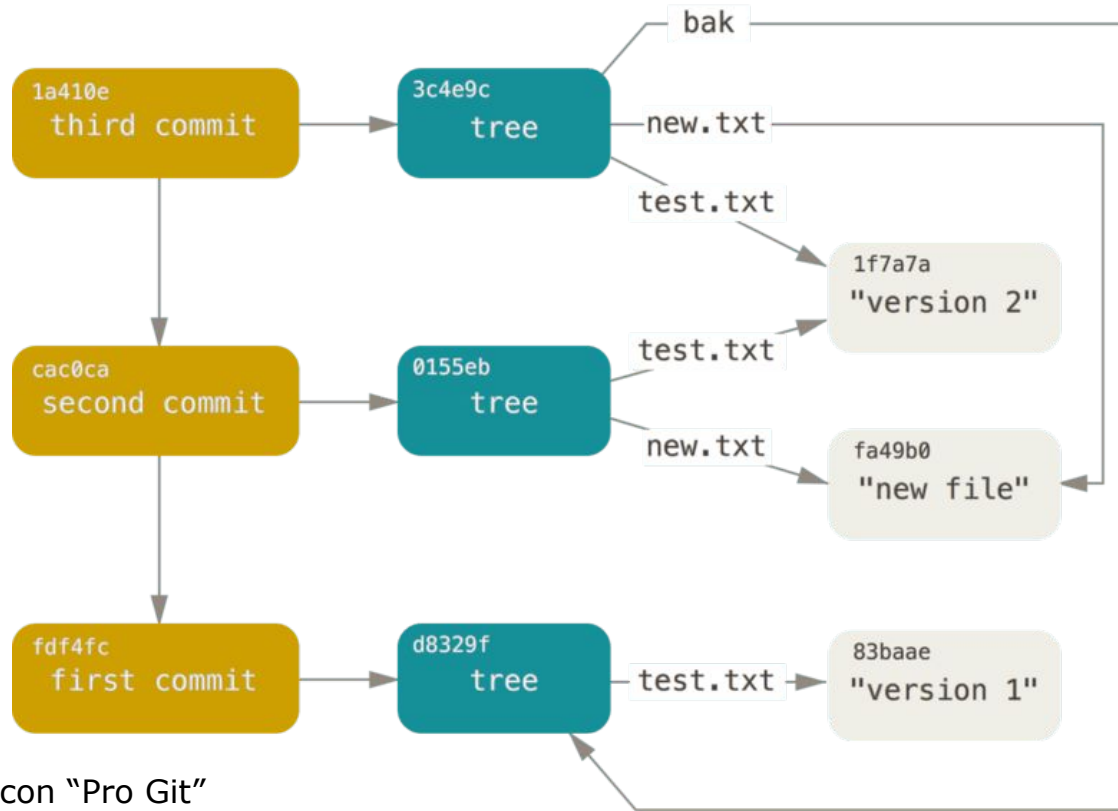 bak
1a410e
third commit
3c4e9c
tree
new.txt
test.txt
1f7a7a
"version 2"
cac0ca
second commit
0155eb
tree
test.txt
new.txt
fa49b0
"new file"
fdf4fc
first commit
d8329f
tree
test.txt
83baae
"version 1"
con “Pro Git”